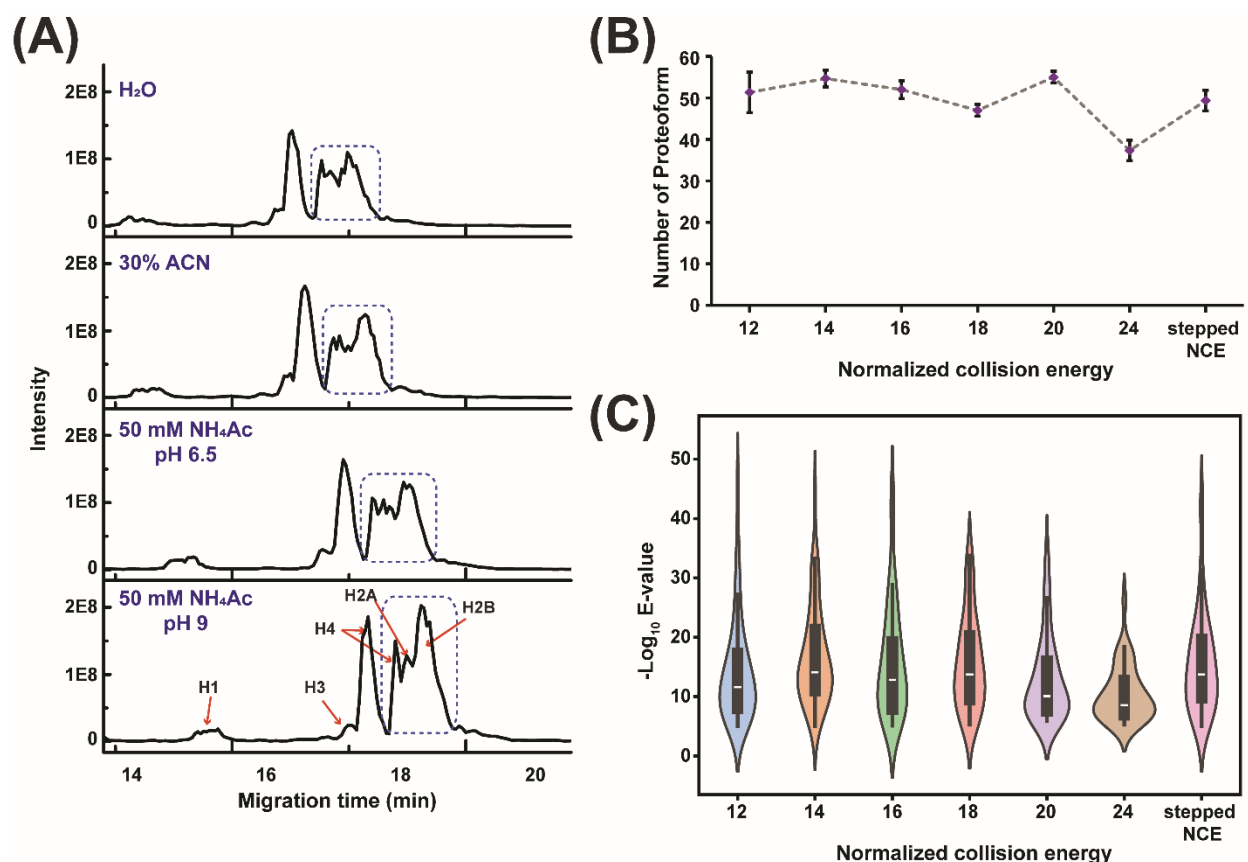 (A)
H₂O
2E8
1E8
0
30% ACN
2E8
1E8
0
50 mM NH₄Ac
pH 6.5
2E8
1E8
0
50 mM NH₄Ac
pH 9
2E8
1E8
0
H1
H3
H4
H2A
H2B
14
16
18
20
Intensity
Migration time (min)
(B)
60
50
40
30
20
10
0
Number of Proteoform
12
14
16
18
20
24
stepped
NCE
Normalized collision energy
(C)
50
40
30
20
10
0
-Log₁₀ E-value
12
14
16
18
20
24
stepped
NCE
Normalized collision energy